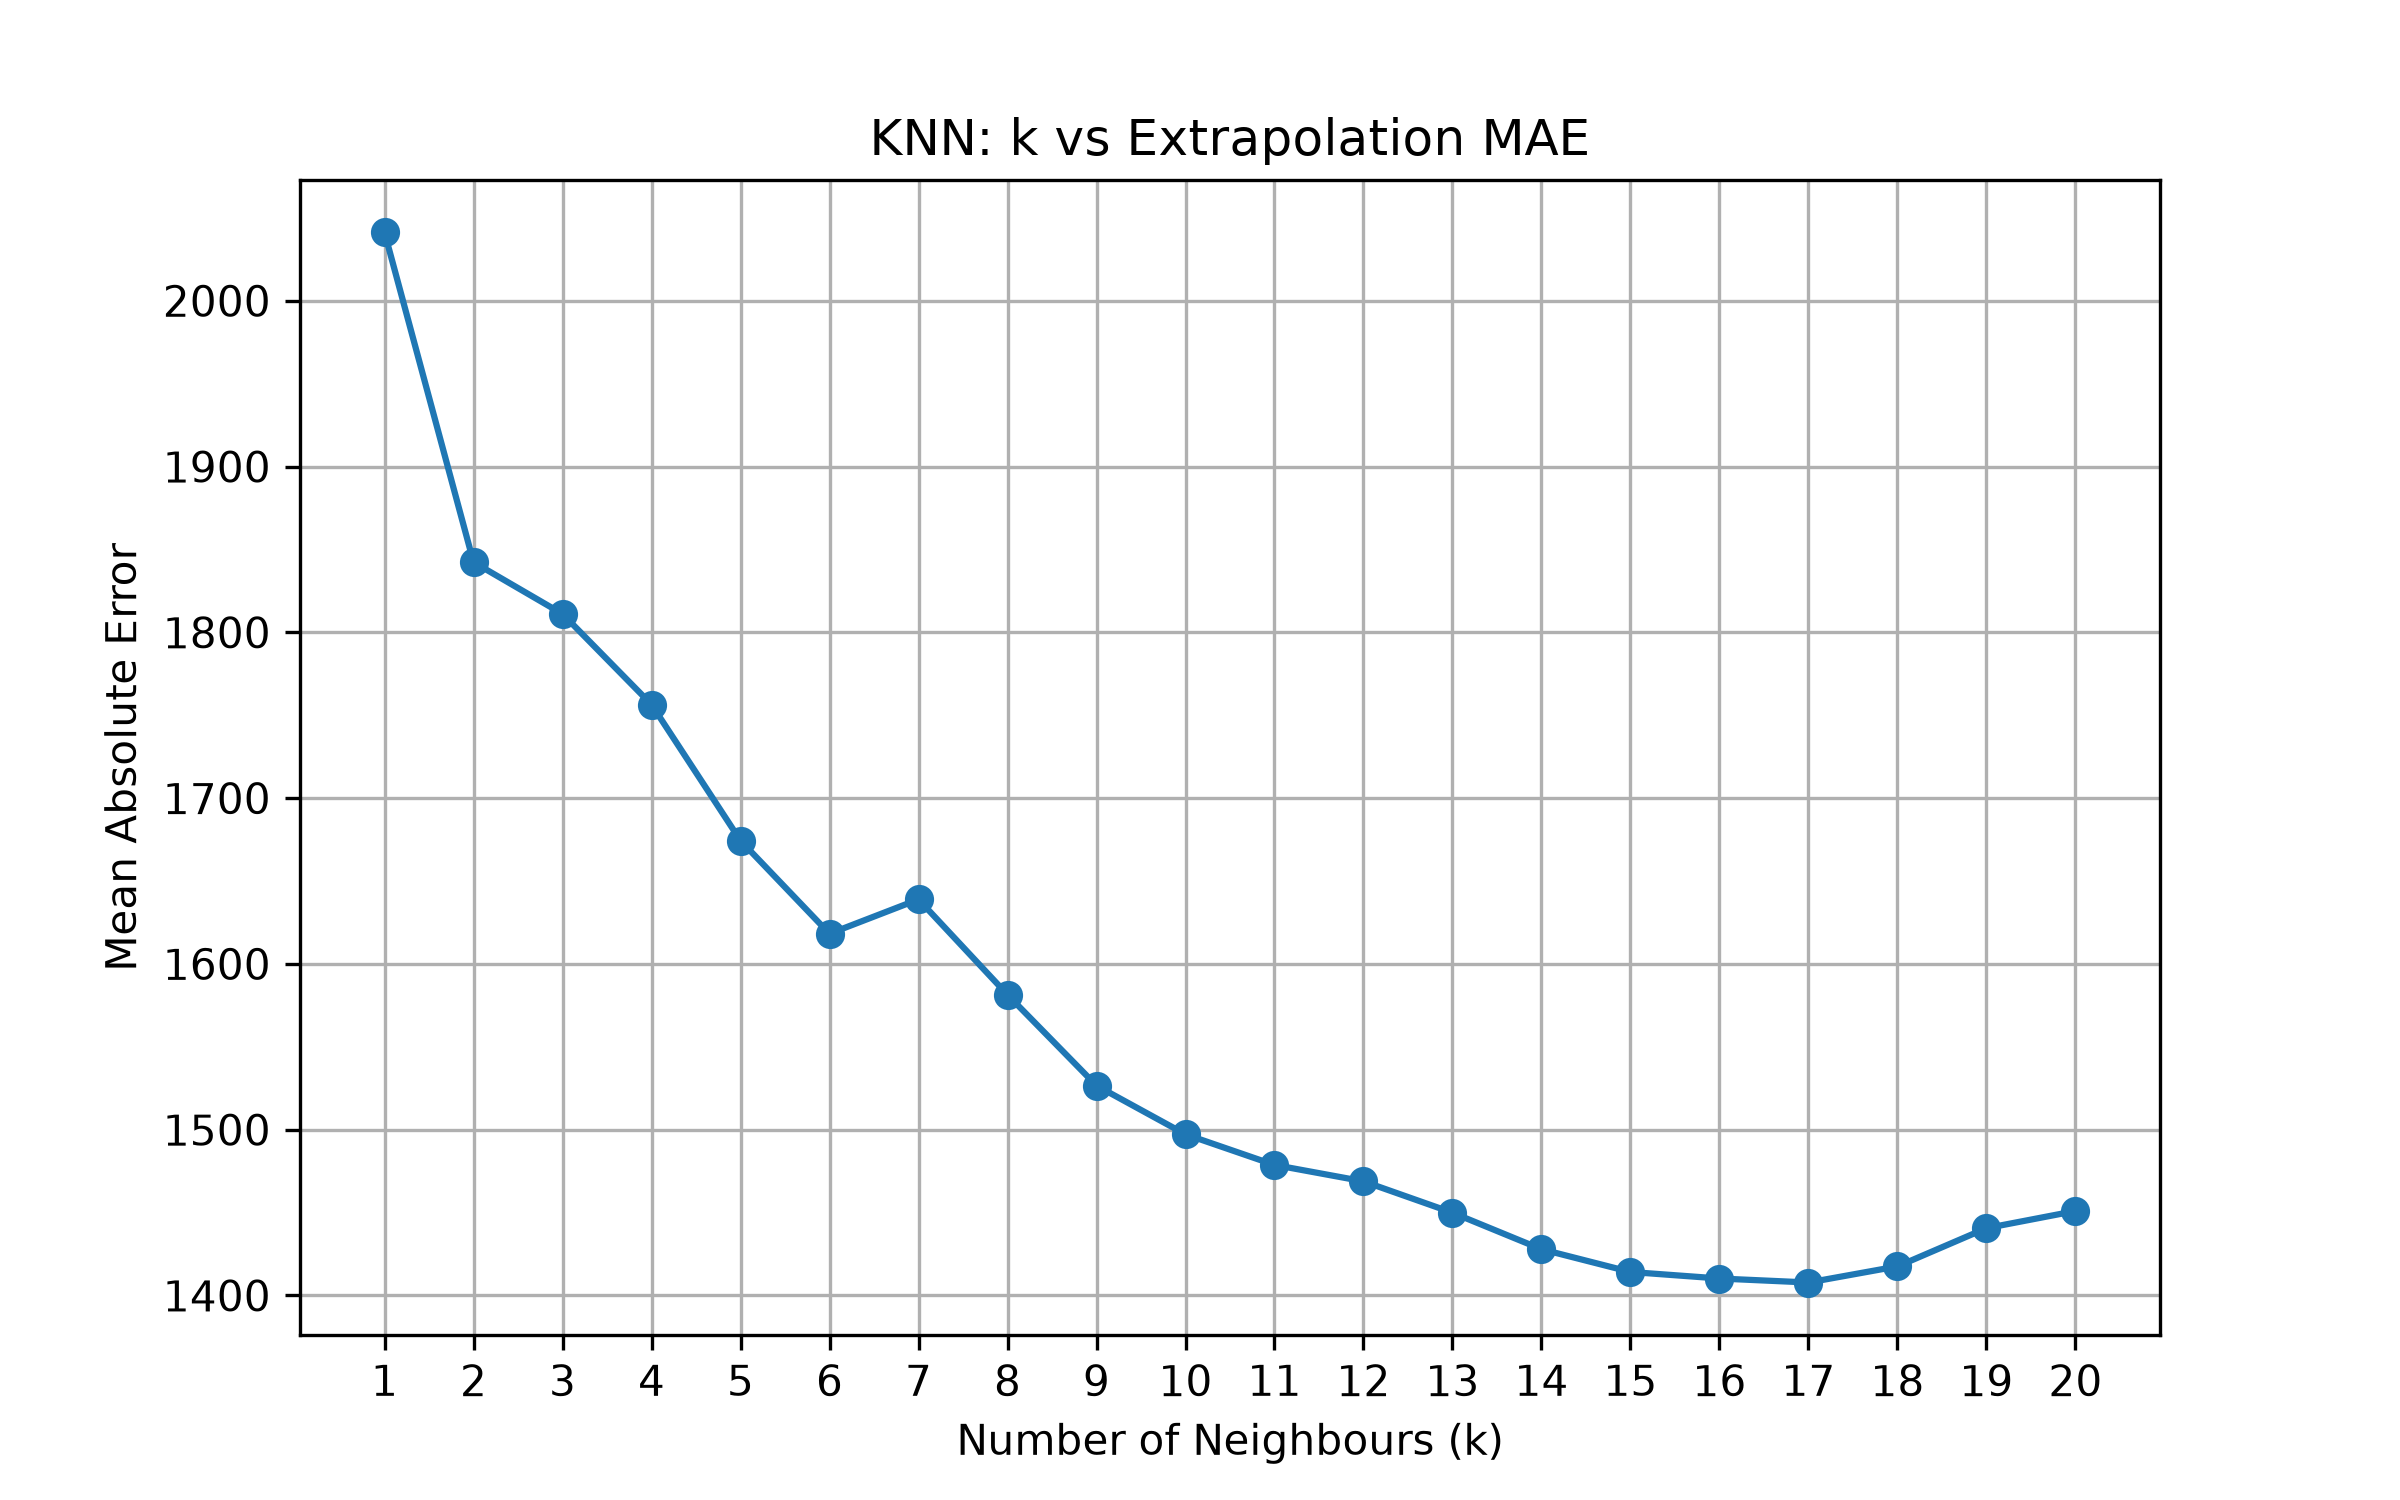 KNN: k vs Extrapolation MAE
Mean Absolute Error
2000
1900
1800
1700
1600
1500
1400
1 2 3 4 5 6 7 8 9 10 11 12 13 14 15 16 17 18 19 20
Number of Neighbours (k)